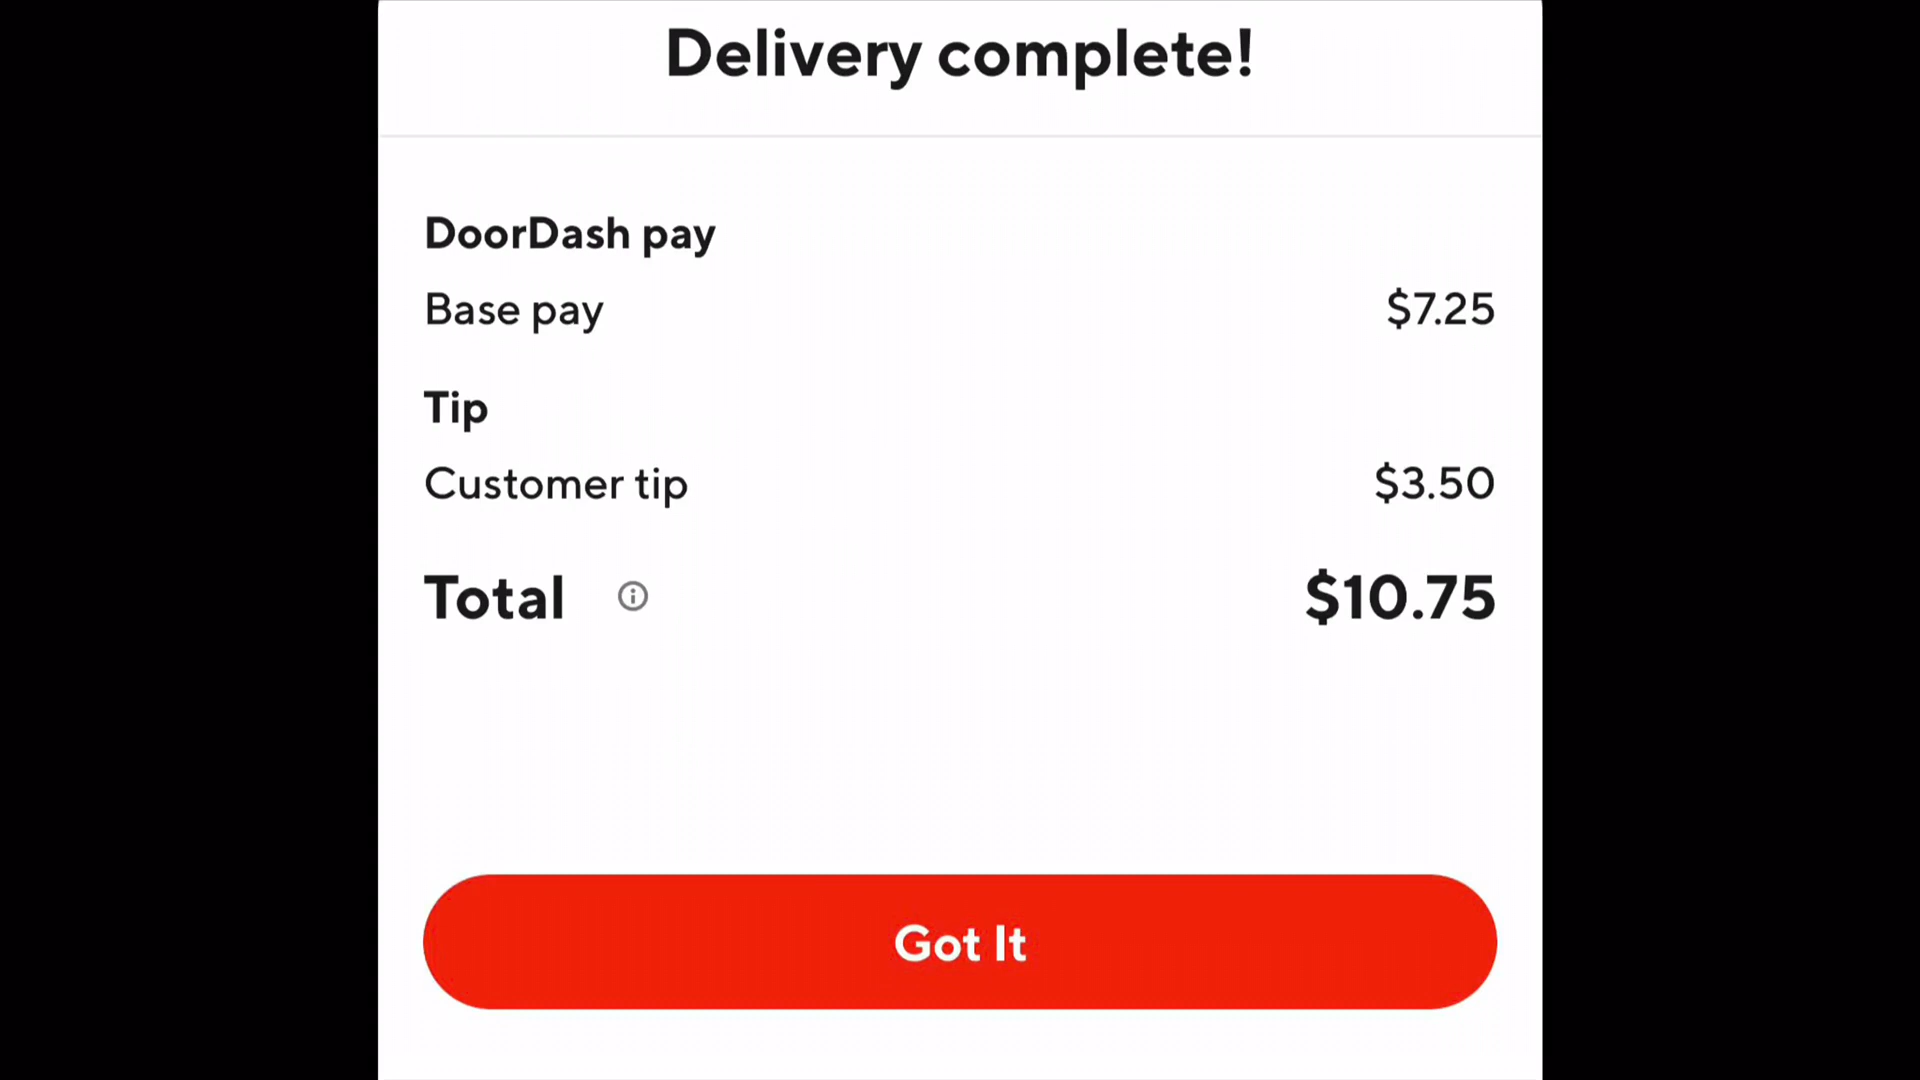 Delivery complete!
DoorDash pay
Base pay $7.25
Tip
Customer tip $3.50
Total $10.75
Got It